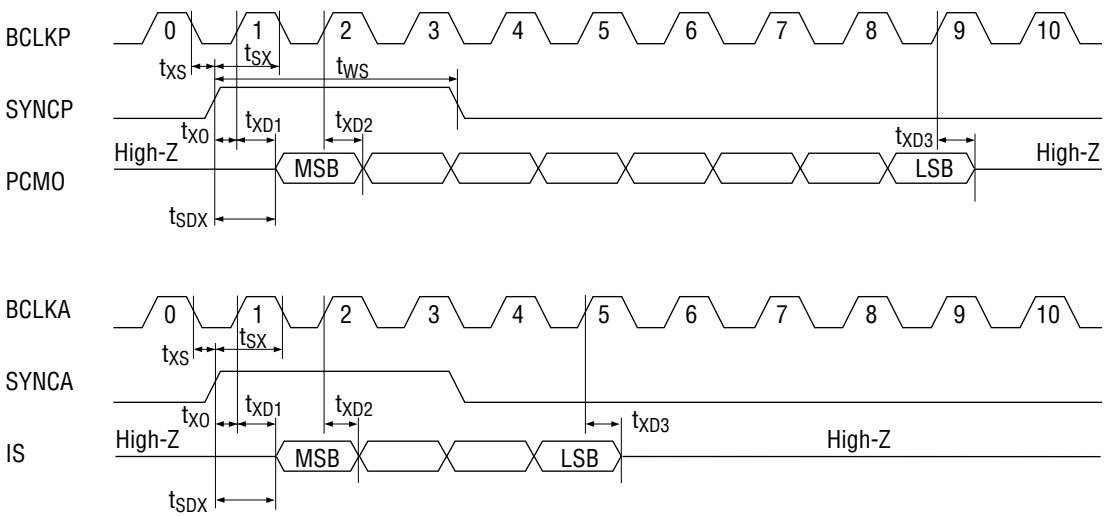 BCLKP 0 1 2 3 4 5 6 7 8 9 10
tXS tSX tWS
SYNCP
tXO tXD1 tXD2 tXD3
High-Z High-Z
PCMO MSB LSB
tSDX
BCLKA 0 1 2 3 4 5 6 7 8 9 10
tXS tSX
SYNCA
tXO tXD1 tXD2 tXD3
High-Z High-Z
IS MSB LSB
tSDX